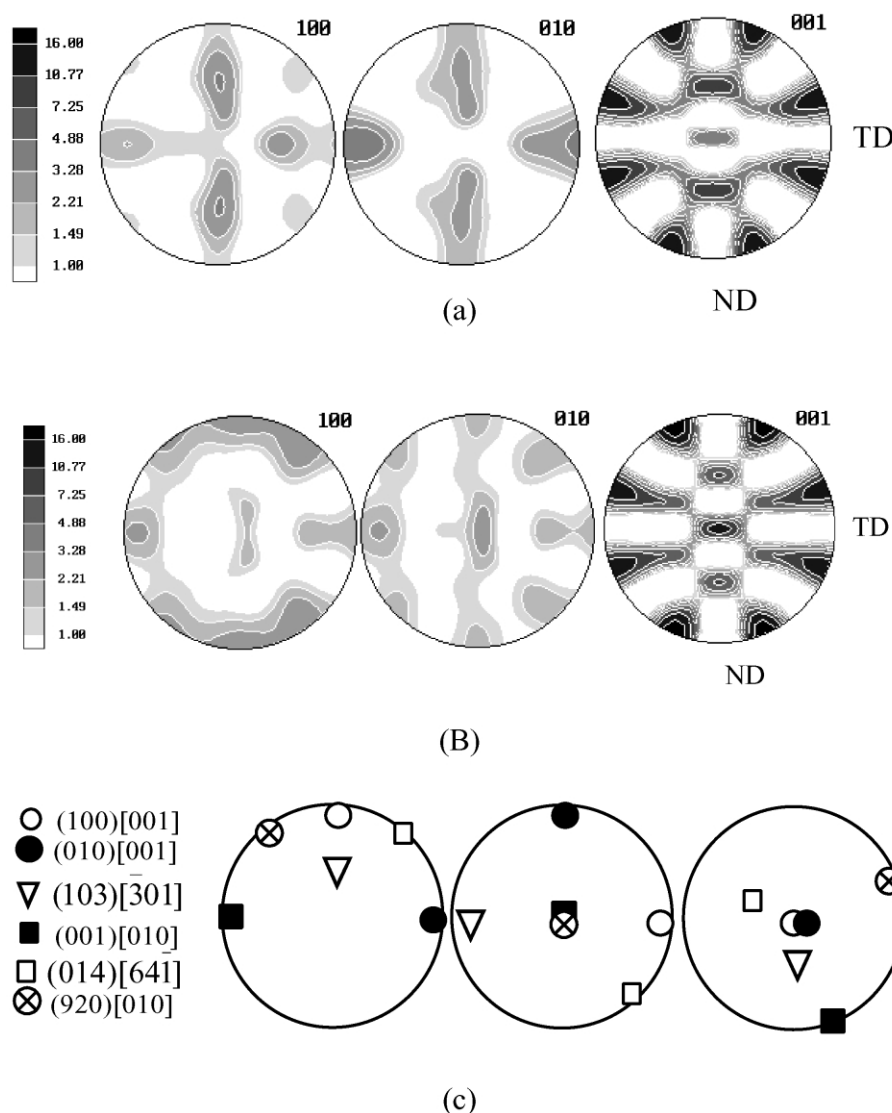 100 010 001
16.00
10.77
7.25
4.88
3.28
2.21
1.49
1.00
TD
ND
(a)
100 010 001
16.00
10.77
7.25
4.88
3.28
2.21
1.49
1.00
TD
ND
(B)
(100)[001]
(010)[001]
(103)[3̅01]
(001)[010]
(014)[641̅]
(920)[010]
(c)